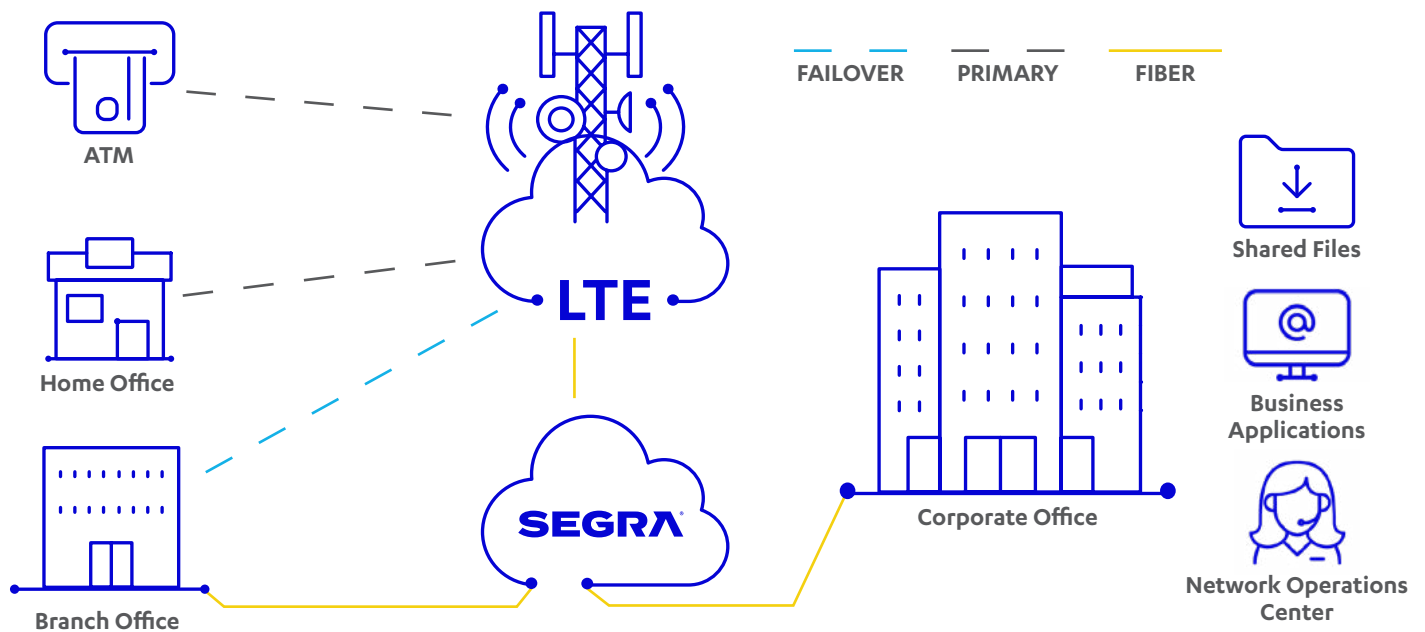 FAILOVER
PRIMARY
FIBER
ATM
Home Office
Branch Office
LTE
SEGRA®
Corporate Office
Shared Files
Business
Applications
Network Operations
Center